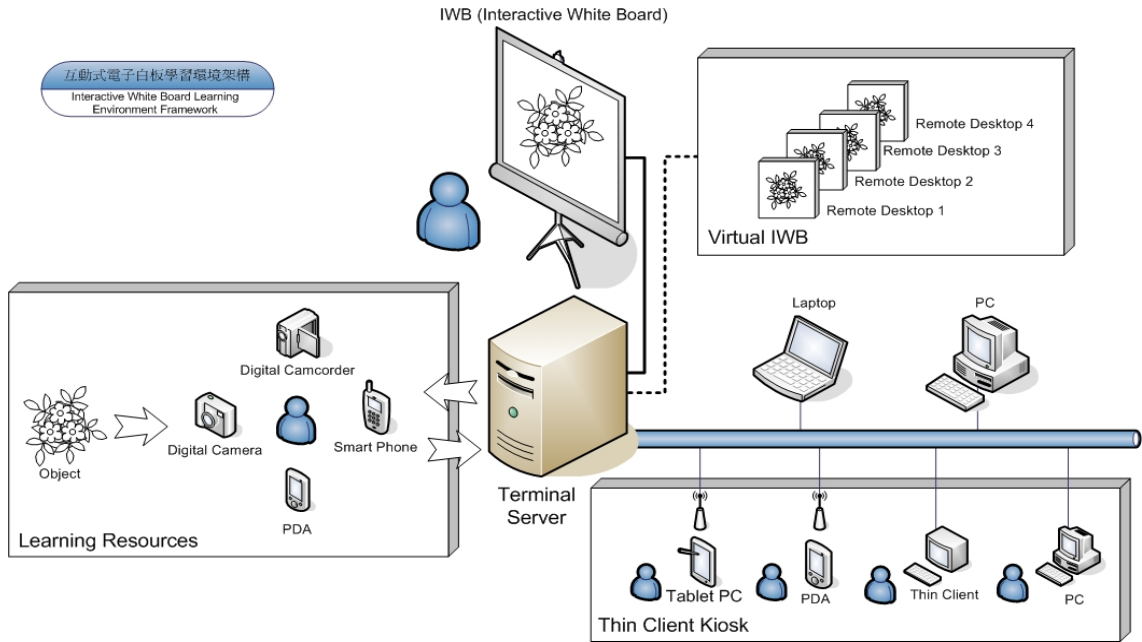 IWB (Interactive White Board)
互動式電子白板學習環境架構
Interactive White Board Learning
Environment Framework
Remote Desktop 4
Remote Desktop 3
Remote Desktop 2
Remote Desktop 1
Virtual IWB
Laptop
PC
Digital Camcorder
Digital Camera
Smart Phone
Object
PDA
Learning Resources
Terminal
Server
Tablet PC
PDA
Thin Client
PC
Thin Client Kiosk